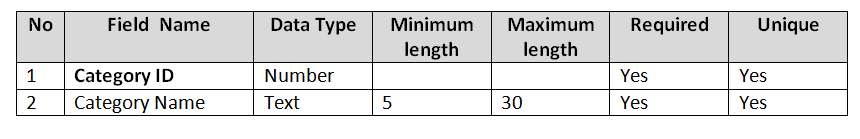 No Field Name Data Type Minimum length Maximum length Required Unique
1 Category ID Number Yes Yes
2 Category Name Text 5 30 Yes Yes